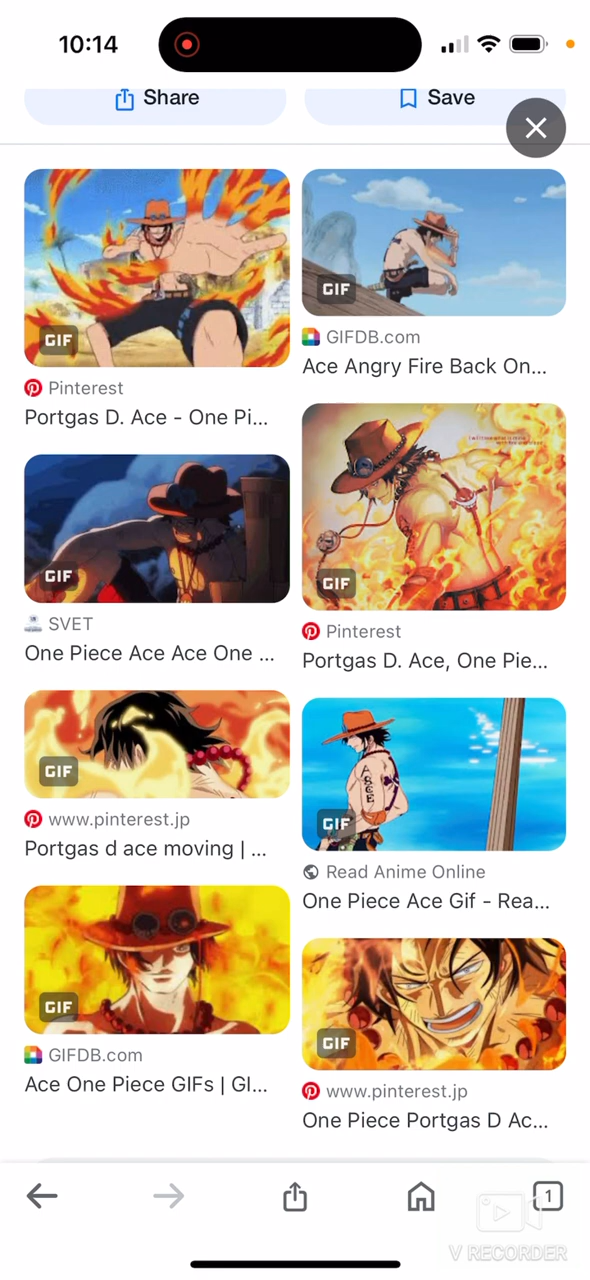 10:14
Share
Save
GIF
Pinterest
Portgas D. Ace - One Pi...
GIF
GIFDB.com
Ace Angry Fire Back On...
GIF
SVET
One Piece Ace Ace One ...
GIF
Pinterest
Portgas D. Ace, One Pie...
GIF
www.pinterest.jp
Portgas d ace moving | ...
GIF
Read Anime Online
One Piece Ace Gif - Rea...
GIF
GIFDB.com
Ace One Piece GIFs | GI...
GIF
www.pinterest.jp
One Piece Portgas D Ac...
1
V RECORDER